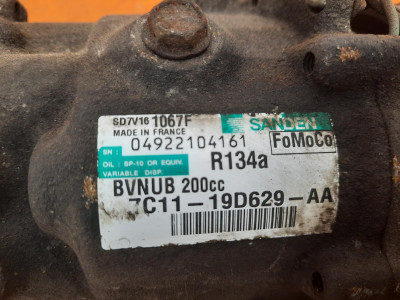 SD7V16 1067F
MADE IN FRANCE
SANDEN
SN : 04922104161
FoMoCo
OIL : SP-10 OR EQUIV.
R134a
VARIABLE DISP.
BVNUB 200cc
7C11-19D629-AA